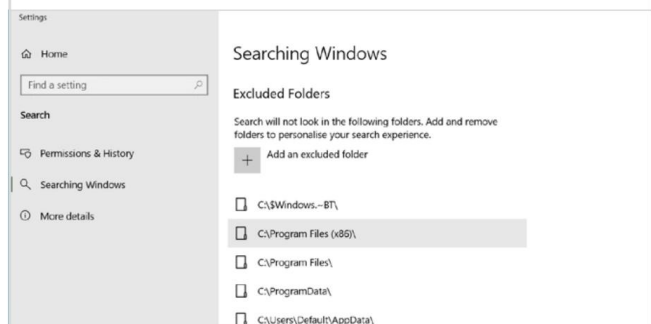 Settings
Home
Find a setting
Search
Permissions & History
Searching Windows
More details
Searching Windows
Excluded Folders
Search will not look in the following folders. Add and remove
folders to personalise your search experience.
Add an excluded folder
C:\$Windows.~BT\
C:\Program Files (x86)\
C:\Program Files\
C:\ProgramData\
C:\Users\Default\AppData\